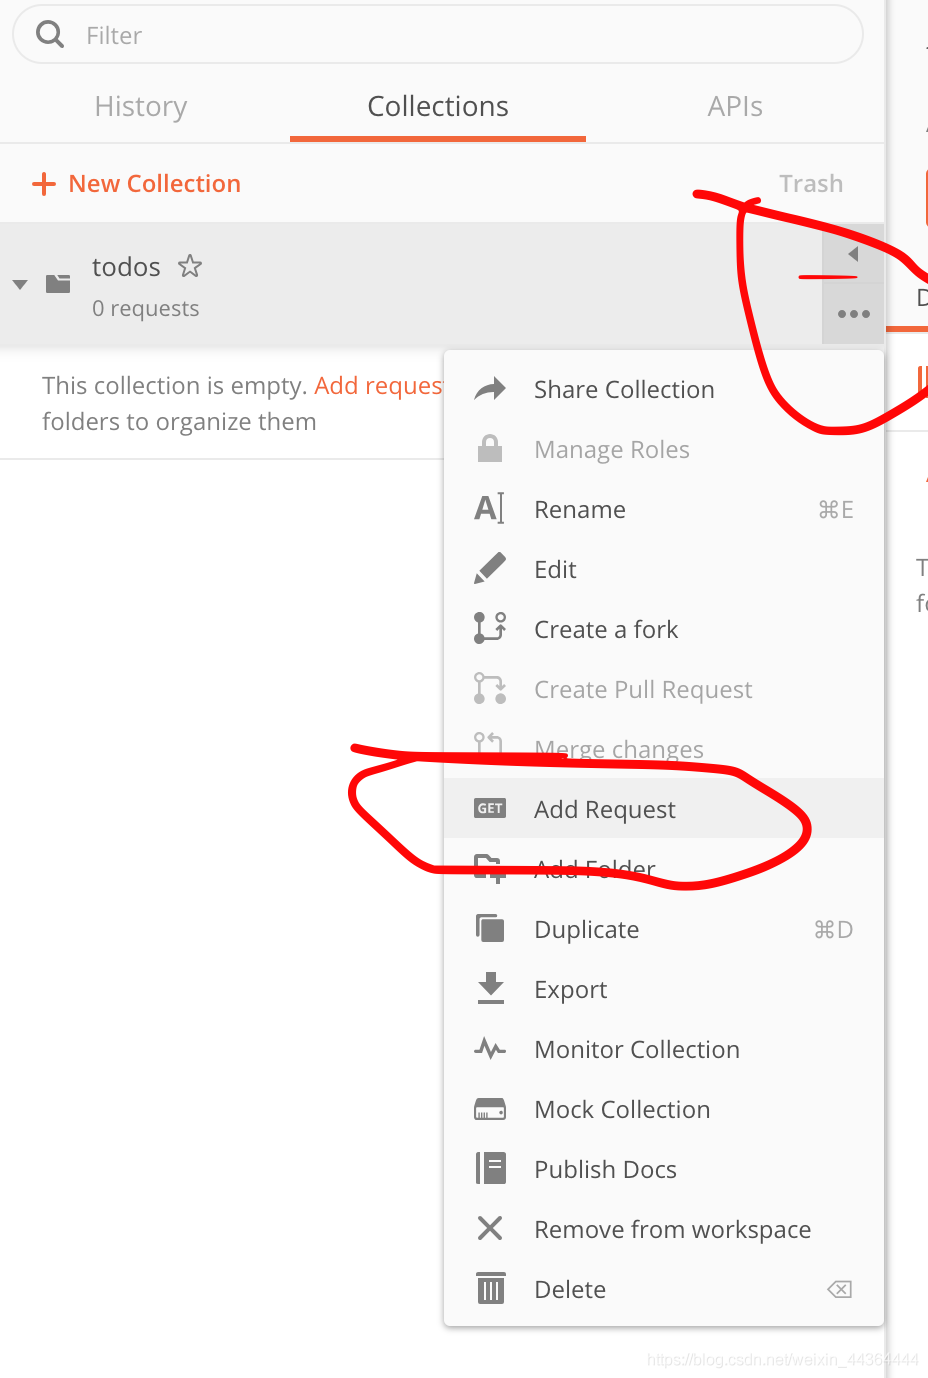 Filter
History Collections APIs
New Collection Trash
todos
0 requests
This collection is empty. Add reques
folders to organize them
Share Collection
Manage Roles
Rename ⌘E
Edit
Create a fork
Create Pull Request
Merge changes
GET Add Request
Add Folder
Duplicate ⌘D
Export
Monitor Collection
Mock Collection
Publish Docs
Remove from workspace
Delete
https://blog.csdn.net/weixin_44364444